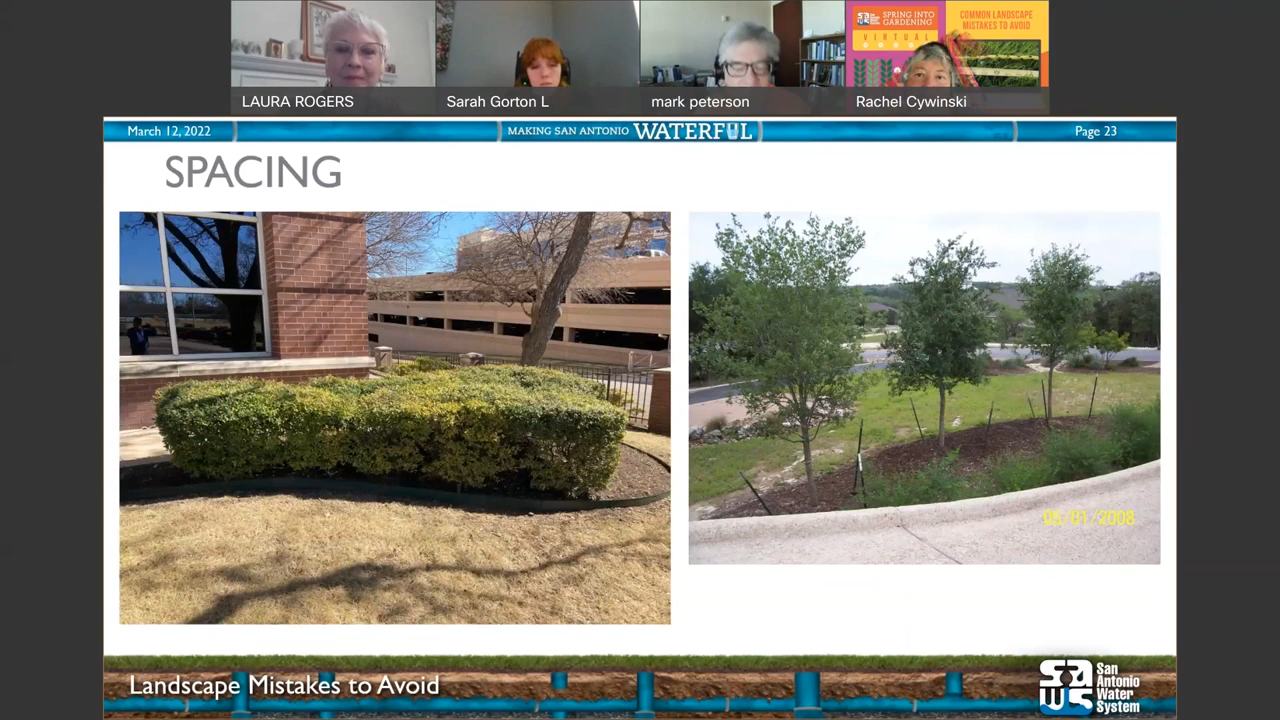 SPRING INTO
GARDENING
VIRTUAL
COMMON LANDSCAPE
MISTAKES TO AVOID
LAURA ROGERS
Sarah Gorton L
mark peterson
Rachel Cywinski
March 12, 2022
MAKING SAN ANTONIO WATERFUL
Page 23
SPACING
05/01/2008
Landscape Mistakes to Avoid
SAWS
San
Antonio
Water
System